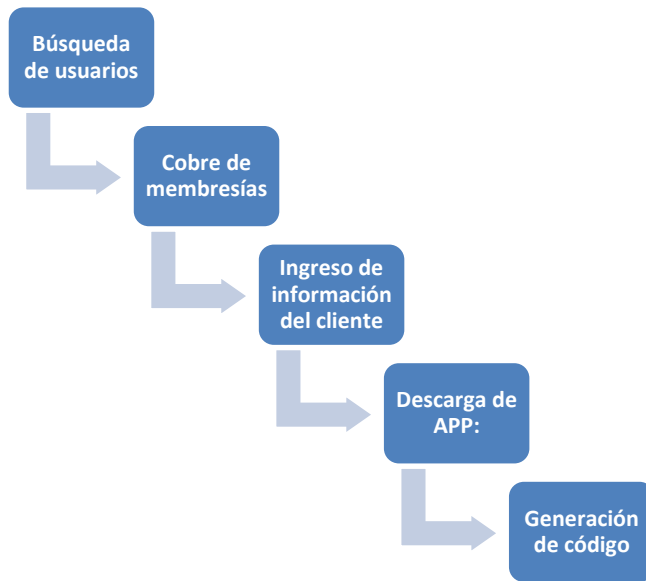 Búsqueda
de usuarios
Cobre de
membresías
Ingreso de
información
del cliente
Descarga de
APP:
Generación
de código